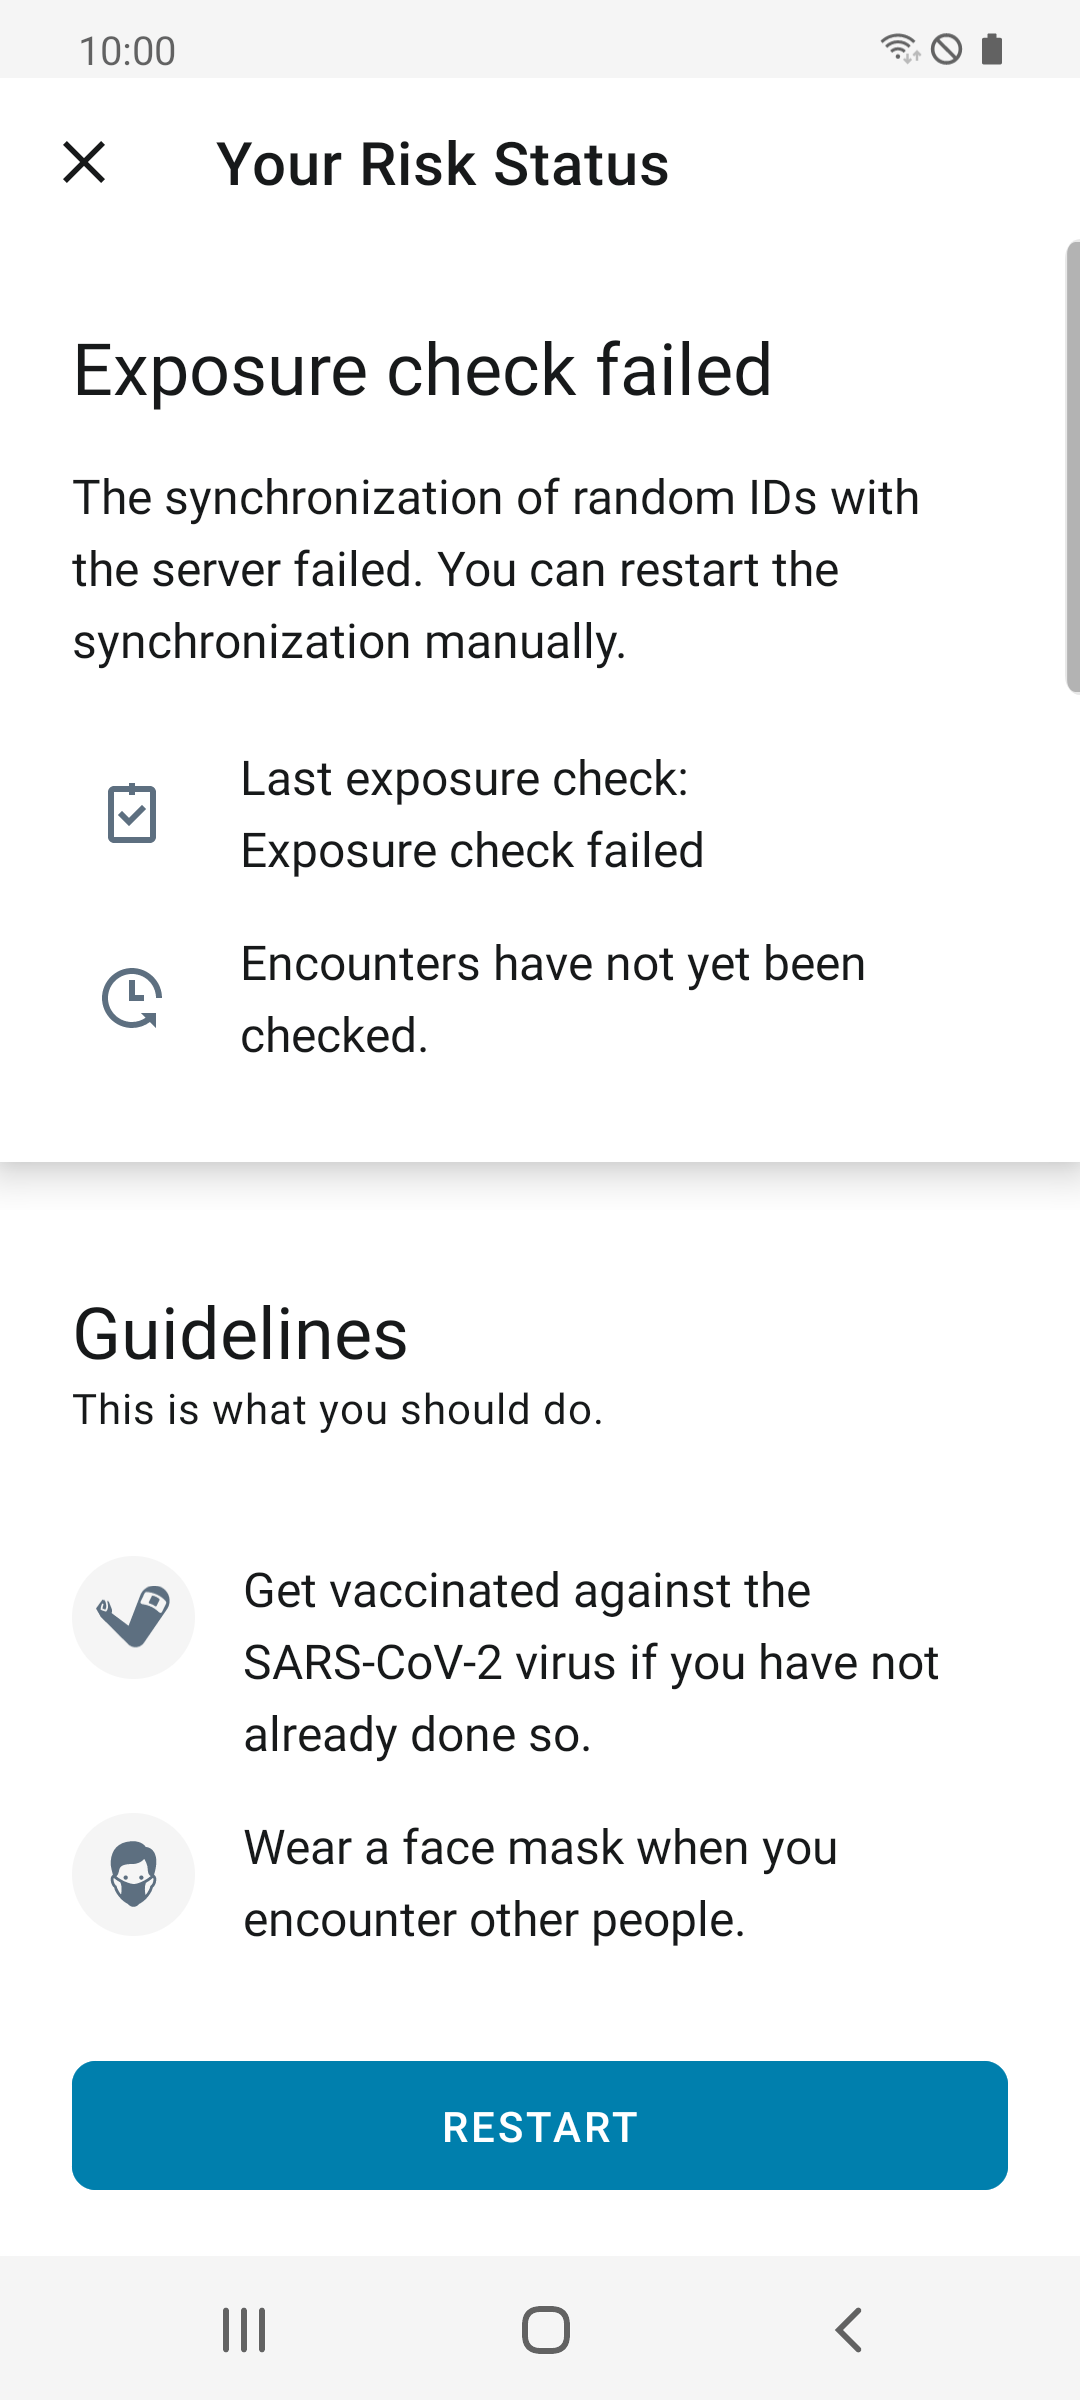 10:00
Your Risk Status
Exposure check failed
The synchronization of random IDs with
the server failed. You can restart the
synchronization manually.
Last exposure check:
Exposure check failed
Encounters have not yet been
checked.
Guidelines
This is what you should do.
Get vaccinated against the
SARS-CoV-2 virus if you have not
already done so.
Wear a face mask when you
encounter other people.
RESTART